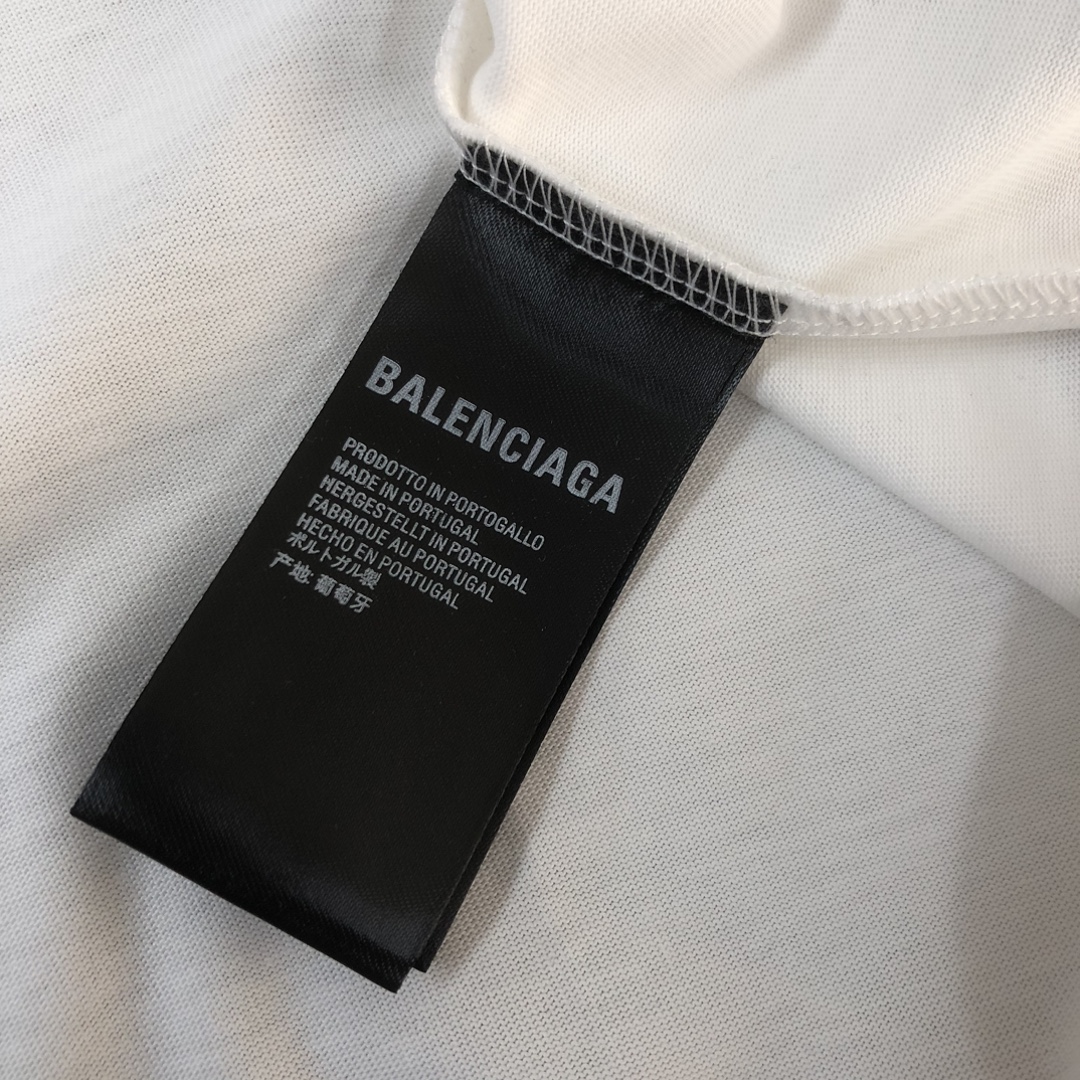 BALENCIAGA
PRODOTTO IN PORTOGALLO
MADE IN PORTUGAL
HERGESTELLT IN PORTUGAL
FABRIQUE AU PORTUGAL
HECHO EN PORTUGAL
ポルトガル製
产地: 葡萄牙